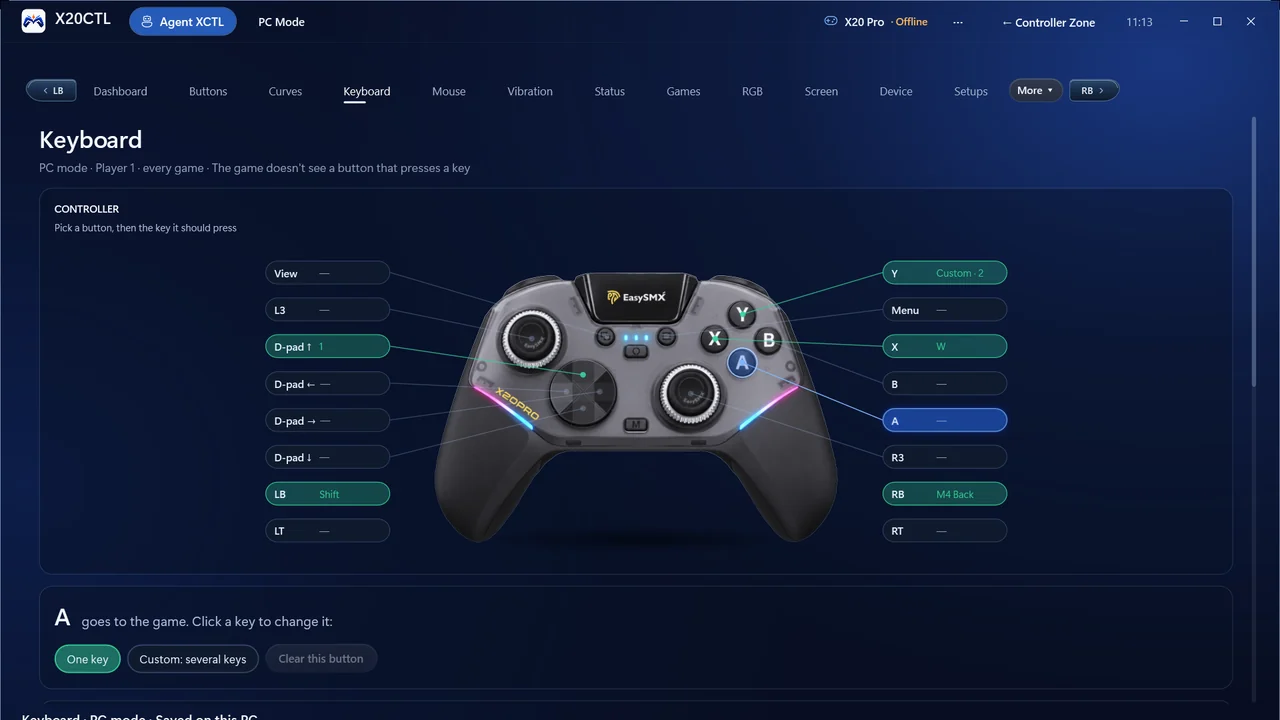 X20CTL
Agent XCTL
PC Mode
X20 Pro · Offline
···
← Controller Zone
11:13
‹ LB
Dashboard
Buttons
Curves
Keyboard
Mouse
Vibration
Status
Games
RGB
Screen
Device
Setups
More ▾
RB ›
Keyboard
PC mode · Player 1 · every game · The game doesn't see a button that presses a key
CONTROLLER
Pick a button, then the key it should press
View —
L3 —
D-pad ↑ 1
D-pad ← —
D-pad → —
D-pad ↓ —
LB Shift
LT —
EasySMX
Y
X
B
A
X20PRO
M
Y Custom · 2
Menu —
X W
B —
A —
R3 —
RB M4 Back
RT —
A goes to the game. Click a key to change it:
One key
Custom: several keys
Clear this button
Keyboard · PC mode · Saved on this PC